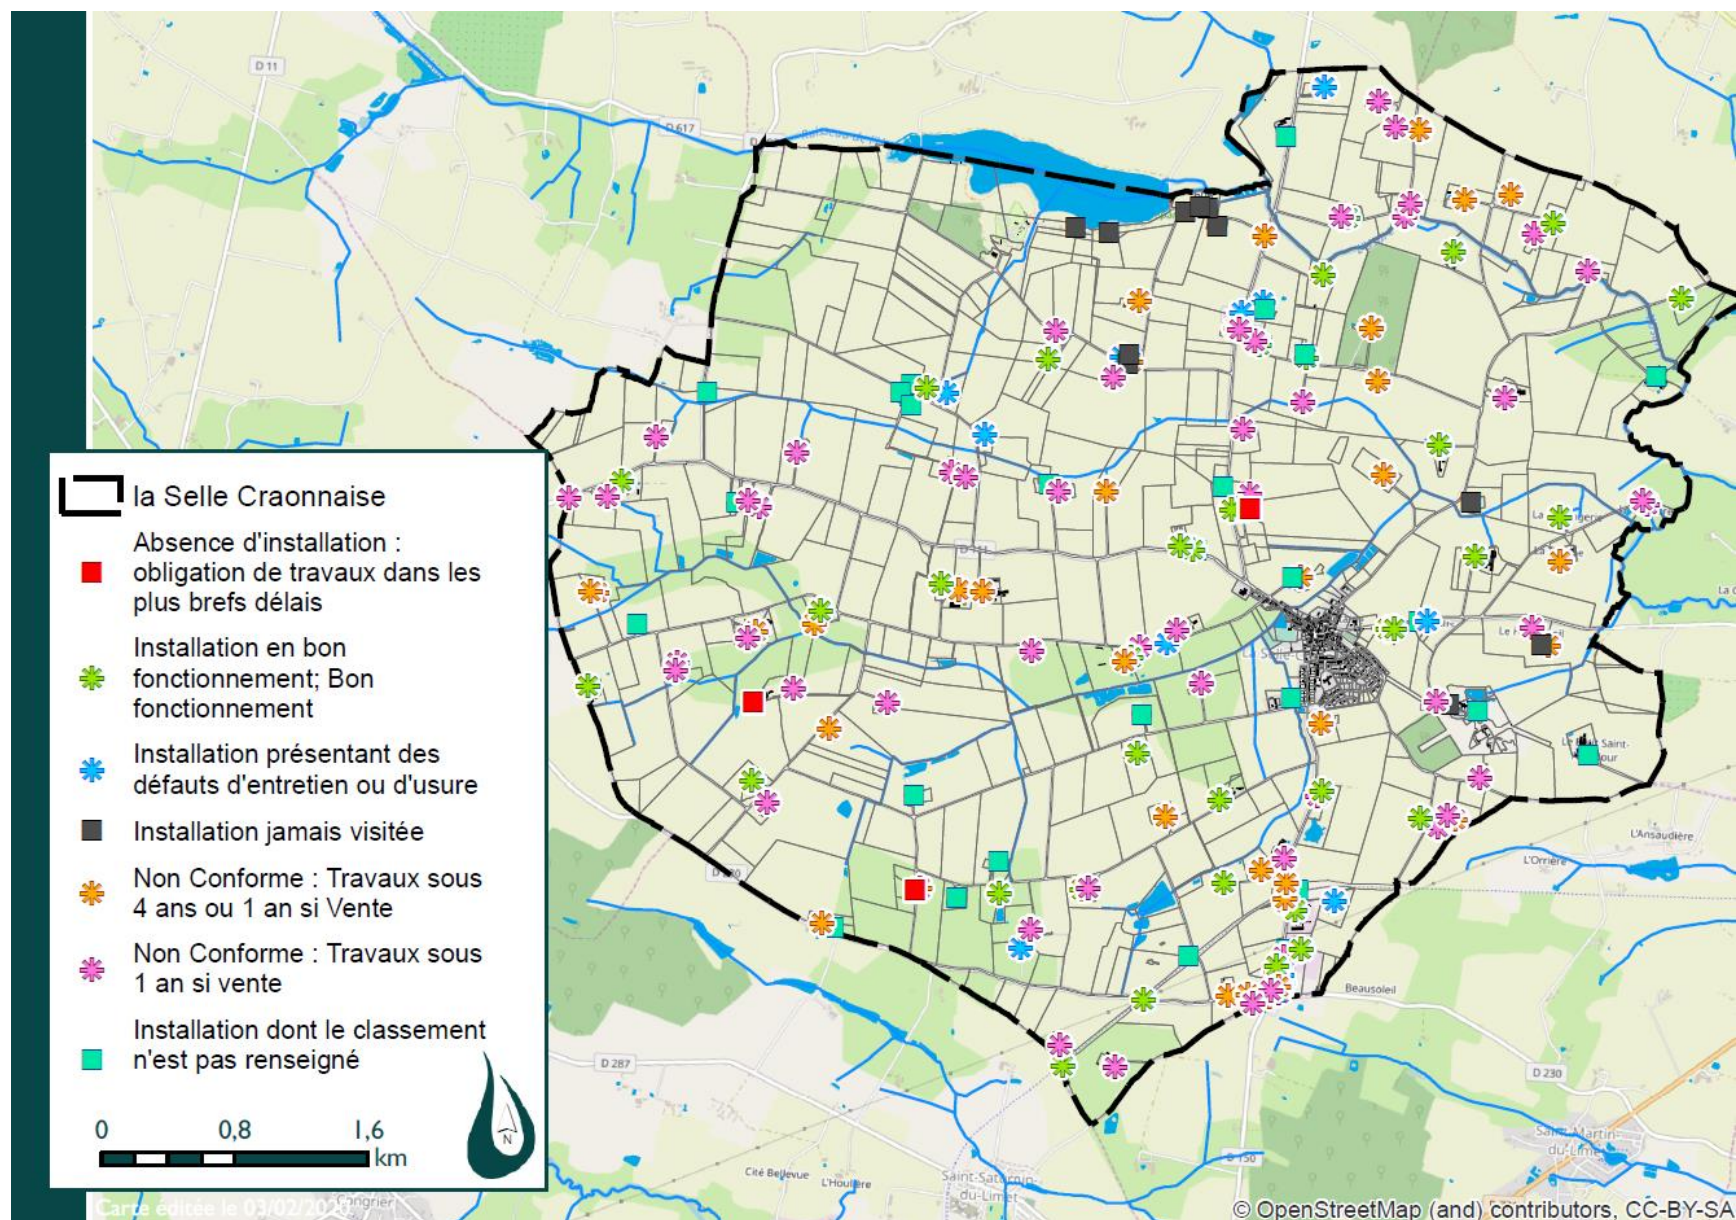 D 11
D 617
la Selle Craonnaise
Absence d'installation :
obligation de travaux dans les
plus brefs délais
Installation en bon
fonctionnement; Bon
fonctionnement
Installation présentant des
défauts d'entretien ou d'usure
Installation jamais visitée
Non Conforme : Travaux sous
4 ans ou 1 an si Vente
Non Conforme : Travaux sous
1 an si vente
Installation dont le classement
n'est pas renseigné
0 0,8 1,6
km
N
L'Ansaudière
L'Orrière
Beausoleil
D 287
D 230
D 150
Saint-Martin-
du-Limet
Cité Bellevue
L'Houlière
Saint-Saturnin-
du-Limet
Congrier
Carte éditée le 03/02/2020
© OpenStreetMap (and) contributors, CC-BY-SA